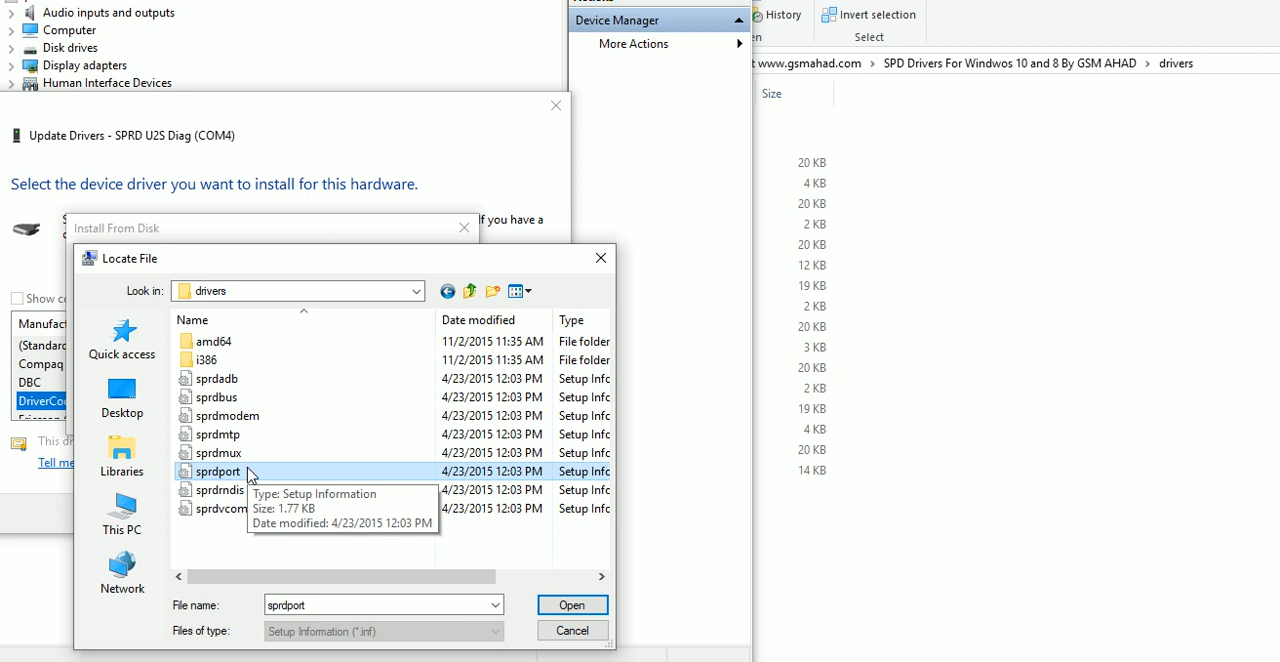 Audio inputs and outputs
Computer
Disk drives
Display adapters
Human Interface Devices
Device Manager
More Actions
History
Invert selection
Select
www.gsmahad.com > SPD Drivers For Windwos 10 and 8 By GSM AHAD > drivers
Size
20 KB
4 KB
20 KB
2 KB
20 KB
12 KB
19 KB
2 KB
20 KB
3 KB
20 KB
2 KB
19 KB
4 KB
20 KB
14 KB
Update Drivers - SPRD U2S Diag (COM4)
Select the device driver you want to install for this hardware.
If you have a
Install From Disk
Show
Manufact
(Standar
Compaq
DBC
DriverCo
This
Tell me
Locate File
Look in: drivers
Quick access
Desktop
Libraries
This PC
Network
Name Date modified Type
amd64 11/2/2015 11:35 AM File folder
i386 11/2/2015 11:35 AM File folder
sprdadb 4/23/2015 12:03 PM Setup Info
sprdbus 4/23/2015 12:03 PM Setup Info
sprdmodem 4/23/2015 12:03 PM Setup Info
sprdmtp 4/23/2015 12:03 PM Setup Info
sprdmux 4/23/2015 12:03 PM Setup Info
sprdport 4/23/2015 12:03 PM Setup Info
sprdrndis 4/23/2015 12:03 PM Setup Info
sprdvcom 4/23/2015 12:03 PM Setup Info
Type: Setup Information
Size: 1.77 KB
Date modified: 4/23/2015 12:03 PM
File name: sprdport
Open
Files of type: Setup Information (*.inf)
Cancel